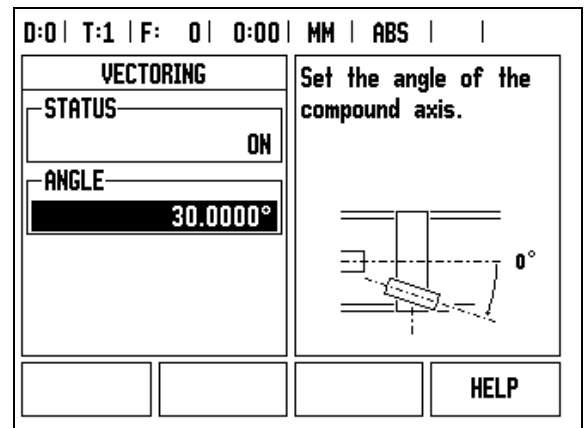 D:0| T:1 |F: 0| 0:00| MM | ABS | |
VECTORING
STATUS
ON
ANGLE
30.0000°
Set the angle of the
compound axis.
0°
HELP